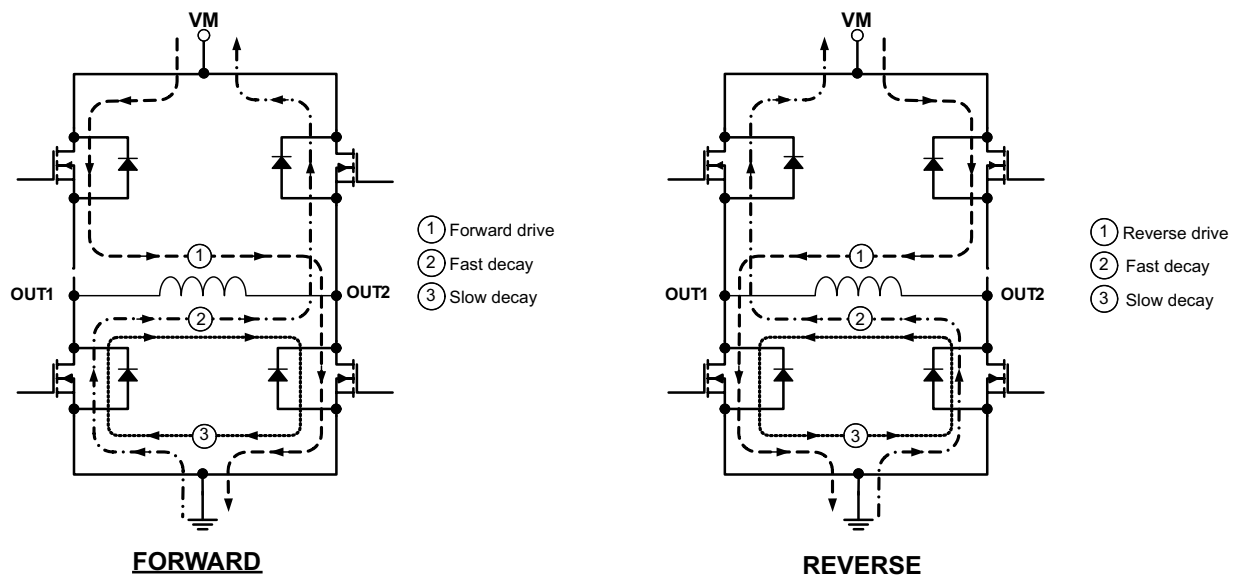 VM
1
OUT1
OUT2
2
3
1 Forward drive
2 Fast decay
3 Slow decay
FORWARD
VM
1
OUT1
OUT2
2
3
1 Reverse drive
2 Fast decay
3 Slow decay
REVERSE